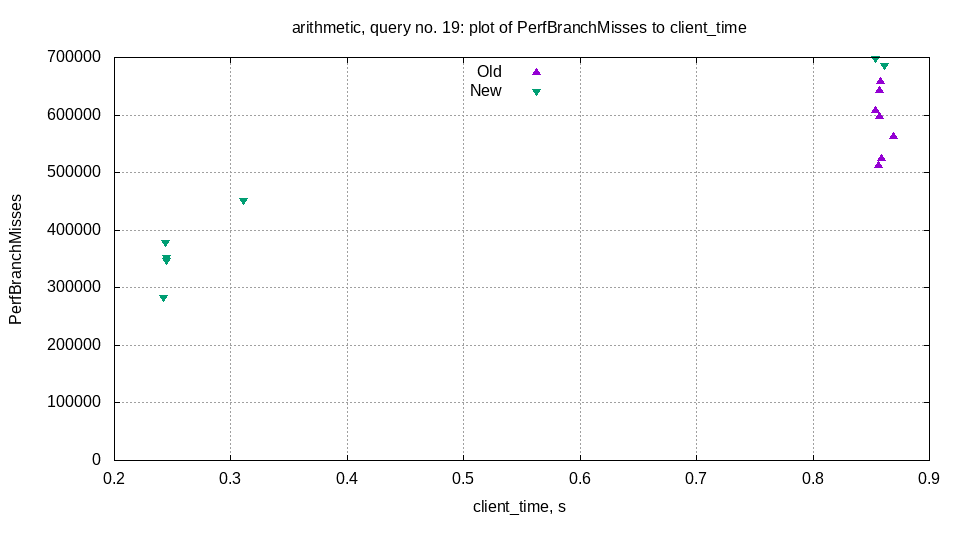 arithmetic, query no. 19: plot of PerfBranchMisses to client_time
700000
600000
500000
400000
300000
200000
100000
0
Old
New
PerfBranchMisses
0.2 0.3 0.4 0.5 0.6 0.7 0.8 0.9
client_time, s